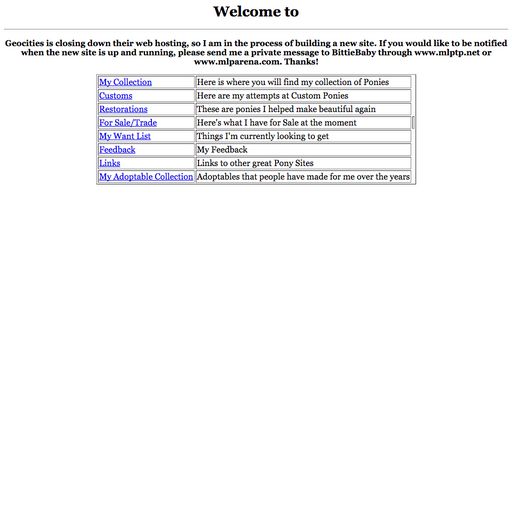 Welcome to
Geocities is closing down their web hosting, so I am in the process of building a new site. If you would like to be notified
when the new site is up and running, please send me a private message to BittieBaby through www.mlptp.net or
www.mlparena.com. Thanks!
My Collection Here is where you will find my collection of Ponies
Customs Here are my attempts at Custom Ponies
Restorations These are ponies I helped make beautiful again
For Sale/Trade Here's what I have for Sale at the moment
My Want List Things I'm currently looking to get
Feedback My Feedback
Links Links to other great Pony Sites
My Adoptable Collection Adoptables that people have made for me over the years